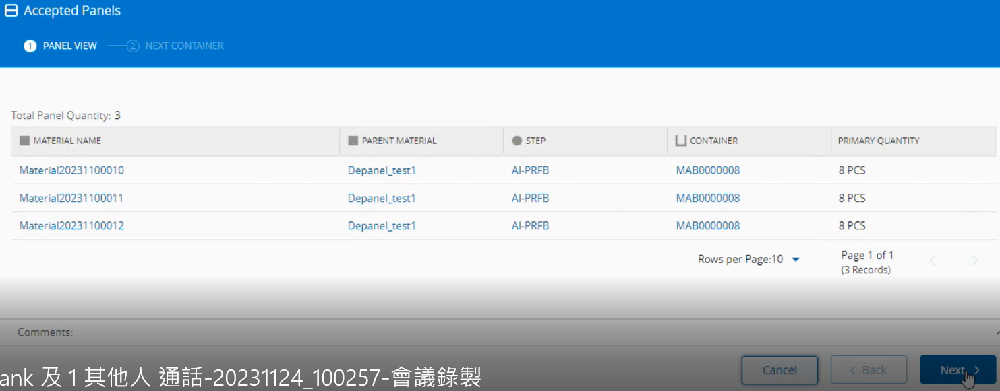 Accepted Panels
1 PANEL VIEW 2 NEXT CONTAINER
Total Panel Quantity: 3
MATERIAL NAME PARENT MATERIAL STEP CONTAINER PRIMARY QUANTITY
Material20231100010 Depanel_test1 AI-PRFB MAB0000008 8 PCS
Material20231100011 Depanel_test1 AI-PRFB MAB0000008 8 PCS
Material20231100012 Depanel_test1 AI-PRFB MAB0000008 8 PCS
Rows per Page:10 Page 1 of 1
(3 Records)
Comments:
Cancel Back Next
ank 及 1 其他人 通話-20231124_100257-會議錄製